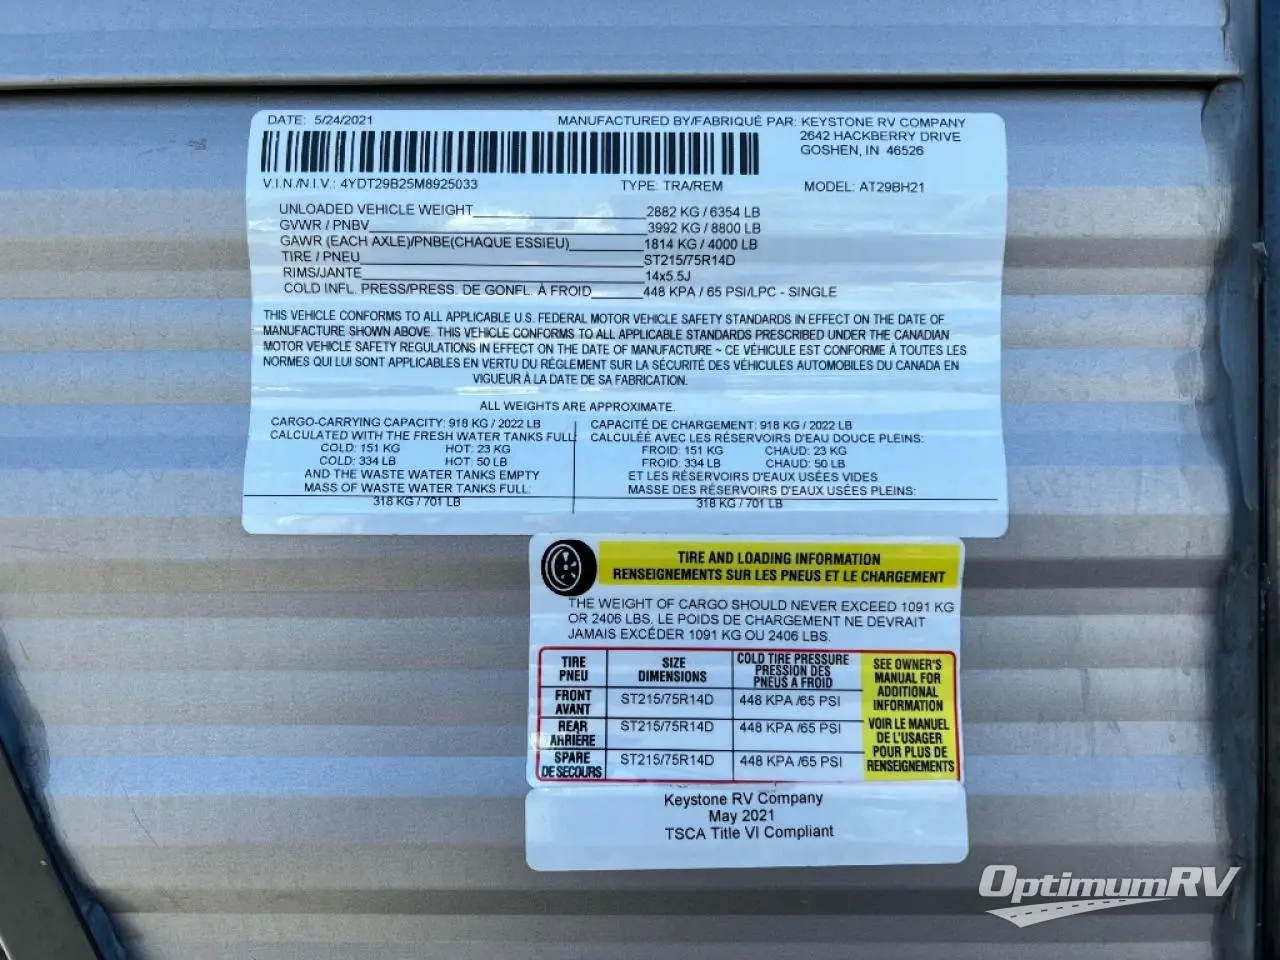 DATE: 5/24/2021 MANUFACTURED BY/FABRIQUÉ PAR: KEYSTONE RV COMPANY
2642 HACKBERRY DRIVE
GOSHEN, IN 46526
V.I.N./N.I.V.: 4YDT29B25M8925033 TYPE: TRA/REM MODEL: AT29BH21
UNLOADED VEHICLE WEIGHT 2882 KG / 6354 LB
GVWR / PNBV 3992 KG / 8800 LB
GAWR (EACH AXLE)/PNBE(CHAQUE ESSIEU) 1814 KG / 4000 LB
TIRE / PNEU ST215/75R14D
RIMS/JANTE 14x5.5J
COLD INFL. PRESS/PRESS. DE GONFL. À FROID 448 KPA / 65 PSI/LPC - SINGLE
THIS VEHICLE CONFORMS TO ALL APPLICABLE U.S. FEDERAL MOTOR VEHICLE SAFETY STANDARDS IN EFFECT ON THE DATE OF
MANUFACTURE SHOWN ABOVE. THIS VEHICLE CONFORMS TO ALL APPLICABLE STANDARDS PRESCRIBED UNDER THE CANADIAN
MOTOR VEHICLE SAFETY REGULATIONS IN EFFECT ON THE DATE OF MANUFACTURE ~ CE VÉHICULE EST CONFORME À TOUTES LES
NORMES QUI LUI SONT APPLICABLES EN VERTU DU RÉGLEMENT SUR LA SÉCURITÉ DES VÉHICULES AUTOMOBILES DU CANADA EN
VIGUEUR À LA DATE DE SA FABRICATION.
ALL WEIGHTS ARE APPROXIMATE.
CARGO-CARRYING CAPACITY: 918 KG / 2022 LB
CALCULATED WITH THE FRESH WATER TANKS FULL
COLD: 151 KG HOT: 23 KG
COLD: 334 LB HOT: 50 LB
AND THE WASTE WATER TANKS EMPTY
MASS OF WASTE WATER TANKS FULL:
318 KG / 701 LB
CAPACITÉ DE CHARGEMENT: 918 KG / 2022 LB
CALCULÉE AVEC LES RÉSERVOIRS D'EAU DOUCE PLEINS:
FROID: 151 KG CHAUD: 23 KG
FROID: 334 LB CHAUD: 50 LB
ET LES RÉSERVOIRS D'EAUX USÉES VIDES
MASSE DES RÉSERVOIRS D'EAUX USÉES PLEINS:
318 KG / 701 LB
TIRE AND LOADING INFORMATION
RENSEIGNEMENTS SUR LES PNEUS ET LE CHARGEMENT
THE WEIGHT OF CARGO SHOULD NEVER EXCEED 1091 KG
OR 2406 LBS. LE POIDS DE CHARGEMENT NE DEVRAIT
JAMAIS EXCÉDER 1091 KG OU 2406 LBS.
TIRE
PNEU
SIZE
DIMENSIONS
COLD TIRE PRESSURE
PRESSION DES
PNEUS A FROID
FRONT
AVANT
ST215/75R14D 448 KPA /65 PSI
REAR
ARRIÈRE
ST215/75R14D 448 KPA /65 PSI
SPARE
DE SECOURS
ST215/75R14D 448 KPA /65 PSI
SEE OWNER'S
MANUAL FOR
ADDITIONAL
INFORMATION
VOIR LE MANUEL
DE L'USAGER
POUR PLUS DE
RENSEIGNEMENTS
Keystone RV Company
May 2021
TSCA Title VI Compliant
OptimumRV